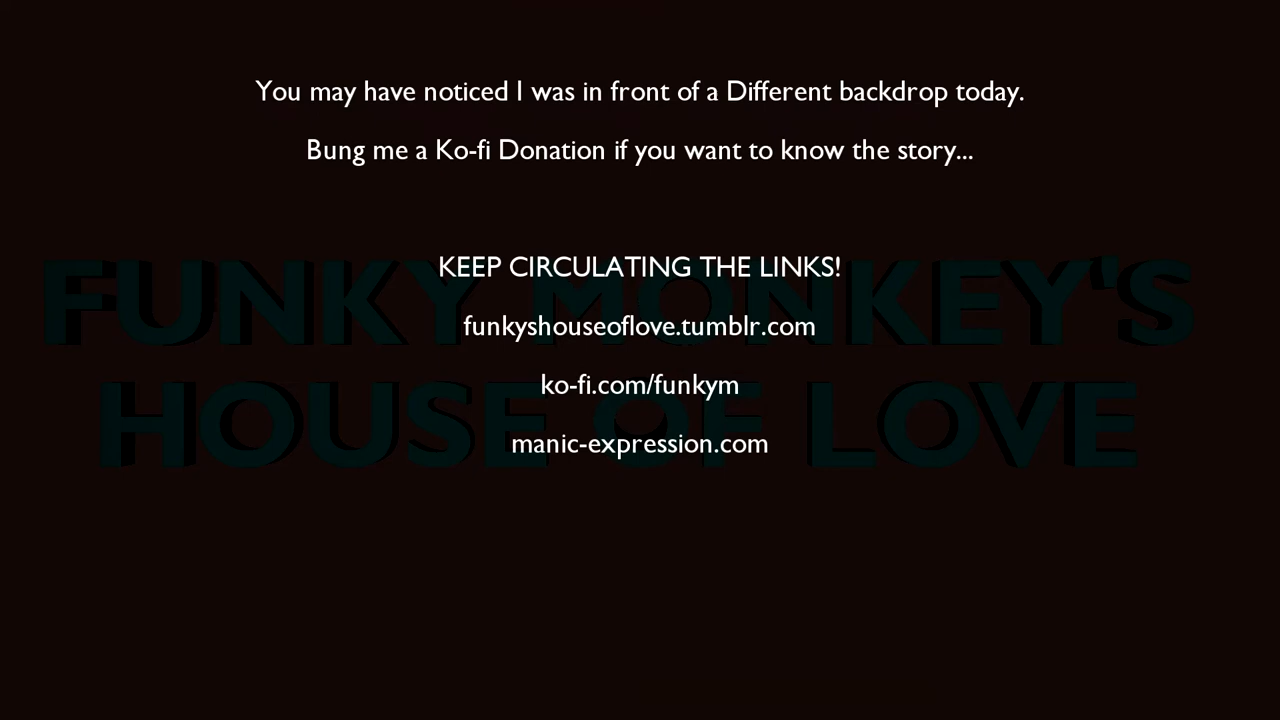 You may have noticed I was in front of a Different backdrop today.
Bung me a Ko-fi Donation if you want to know the story...
KEEP CIRCULATING THE LINKS!
FUNKY MONKEY'S
funkyshouseoflove.tumblr.com
ko-fi.com/funkym
HOUSE OF LOVE
manic-expression.com